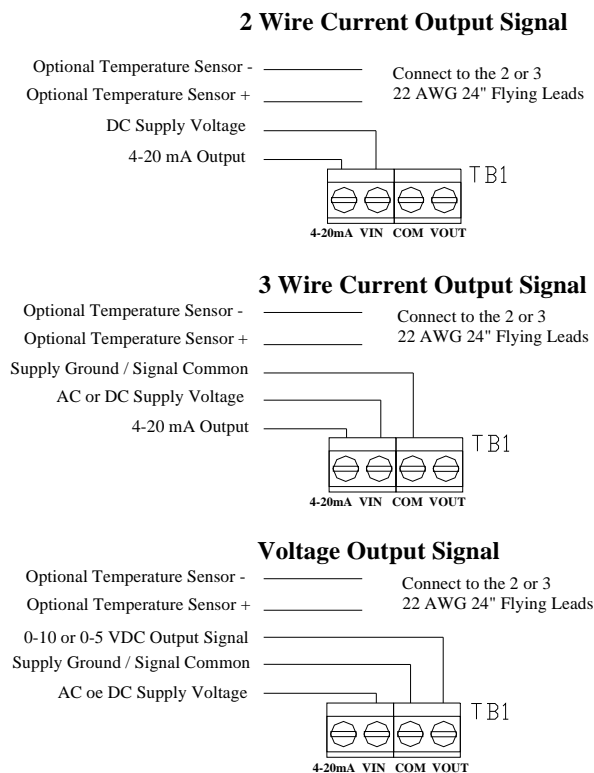 2 Wire Current Output Signal
Optional Temperature Sensor -
Connect to the 2 or 3
Optional Temperature Sensor +
22 AWG 24" Flying Leads
DC Supply Voltage
4-20 mA Output
TB1
4-20mA VIN COM VOUT
3 Wire Current Output Signal
Optional Temperature Sensor -
Connect to the 2 or 3
Optional Temperature Sensor +
22 AWG 24" Flying Leads
Supply Ground / Signal Common
AC or DC Supply Voltage
4-20 mA Output
TB1
4-20mA VIN COM VOUT
Voltage Output Signal
Optional Temperature Sensor -
Connect to the 2 or 3
Optional Temperature Sensor +
22 AWG 24" Flying Leads
0-10 or 0-5 VDC Output Signal
Supply Ground / Signal Common
AC oe DC Supply Voltage
TB1
4-20mA VIN COM VOUT